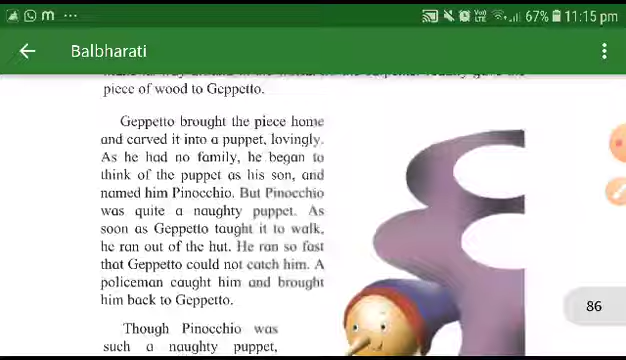 67% 11:15 pm
Balbharati
piece of wood to Geppetto.
Geppetto brought the piece home
and carved it into a puppet, lovingly.
As he had no family, he began to
think of the puppet as his son, and
named him Pinocchio. But Pinocchio
was quite a naughty puppet. As
soon as Geppetto taught it to walk,
he ran out of the hut. He ran so fast
that Geppetto could not catch him. A
policeman caught him and brought
him back to Geppetto.
86
Though Pinocchio was
such a naughty puppet,